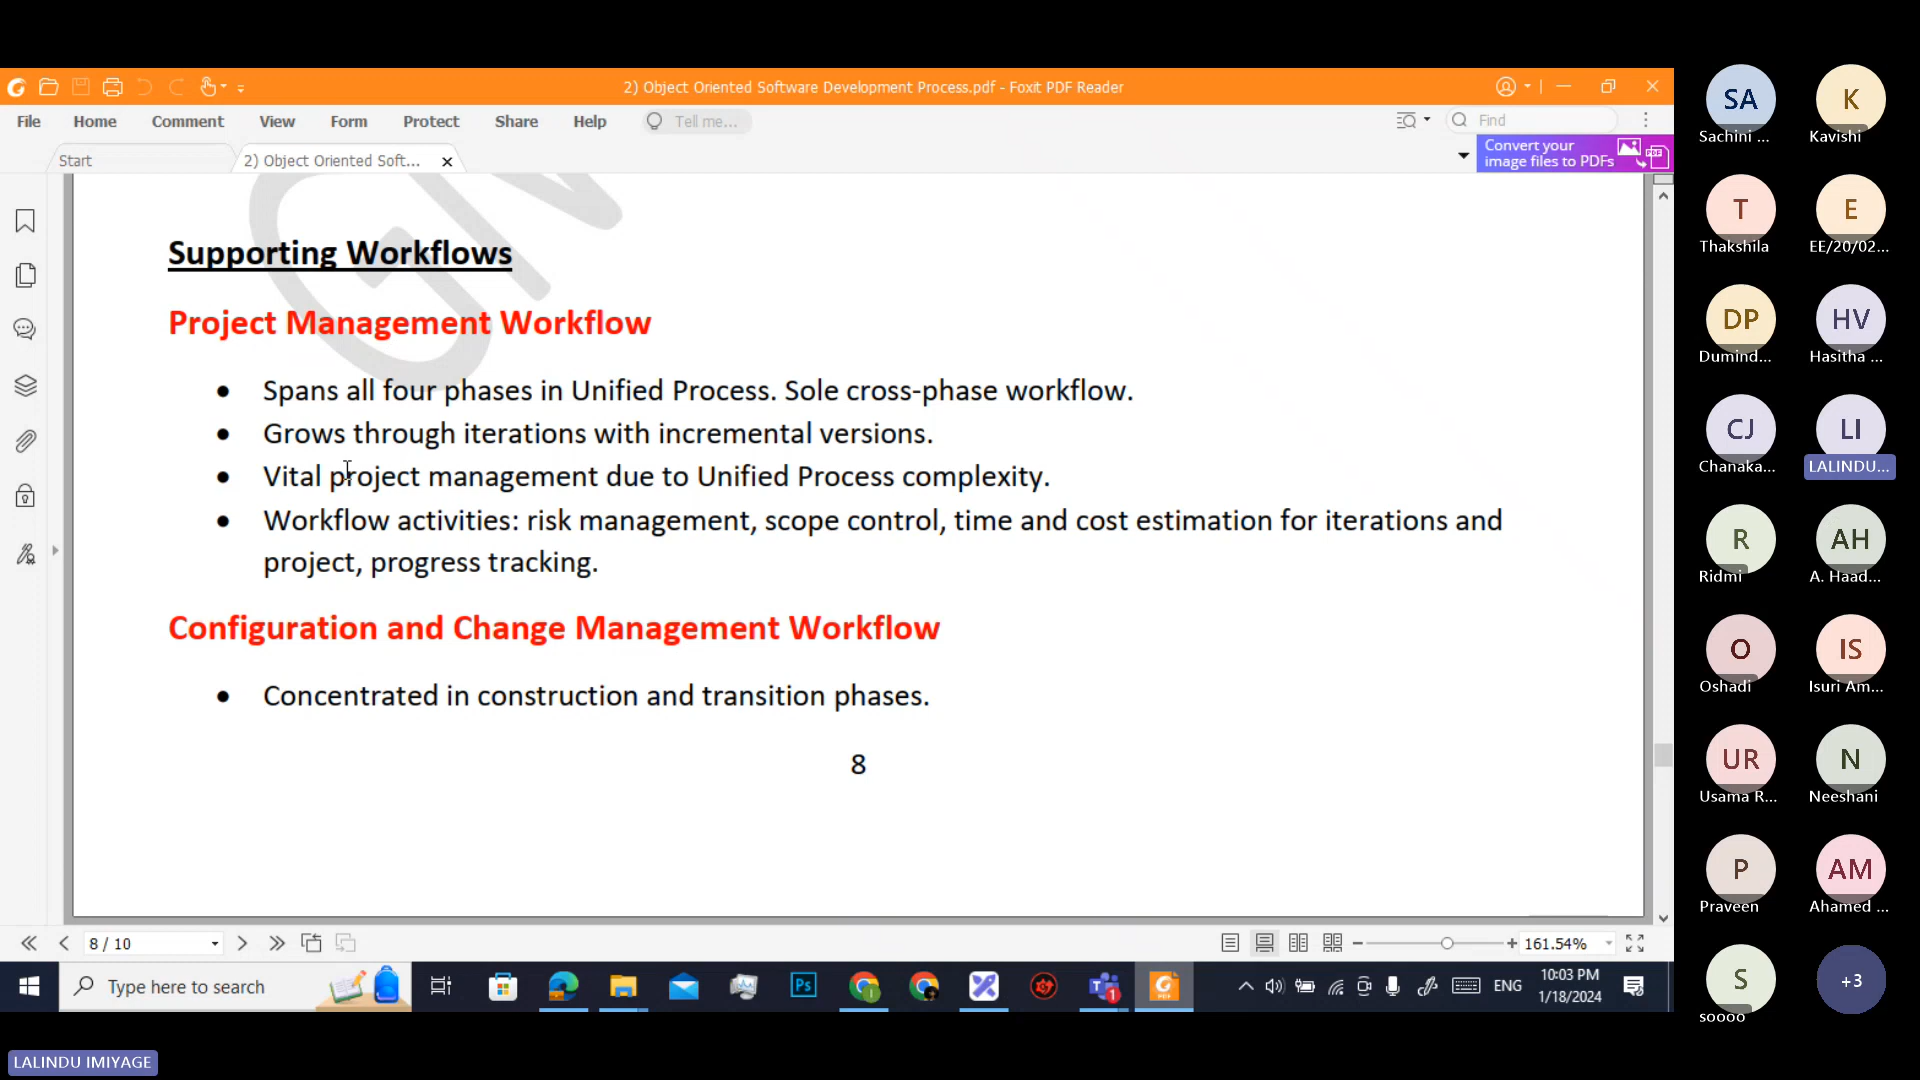 2) Object Oriented Software Development Process.pdf - Foxit PDF Reader
File Home Comment View Form Protect Share Help Tell me... Find
Start
2) Object Oriented Soft...
Convert your
image files to PDFs
Supporting Workflows
Project Management Workflow
• Spans all four phases in Unified Process. Sole cross-phase workflow.
• Grows through iterations with incremental versions.
• Vital project management due to Unified Process complexity.
• Workflow activities: risk management, scope control, time and cost estimation for iterations and
project, progress tracking.
Configuration and Change Management Workflow
• Concentrated in construction and transition phases.
8
8 / 10
161.54%
Type here to search
Ps
1
ENG
10:03 PM
1/18/2024
LALINDU IMIYAGE
SA
Sachini ...
K
Kavishi
T
Thakshila
E
EE/20/02...
DP
Dumind...
HV
Hasitha ...
CJ
Chanaka...
LI
LALINDU...
R
Ridmi
AH
A. Haad...
O
Oshadi
IS
Isuri Am...
UR
Usama R...
N
Neeshani
P
Praveen
AM
Ahamed ...
S
soooo
+3